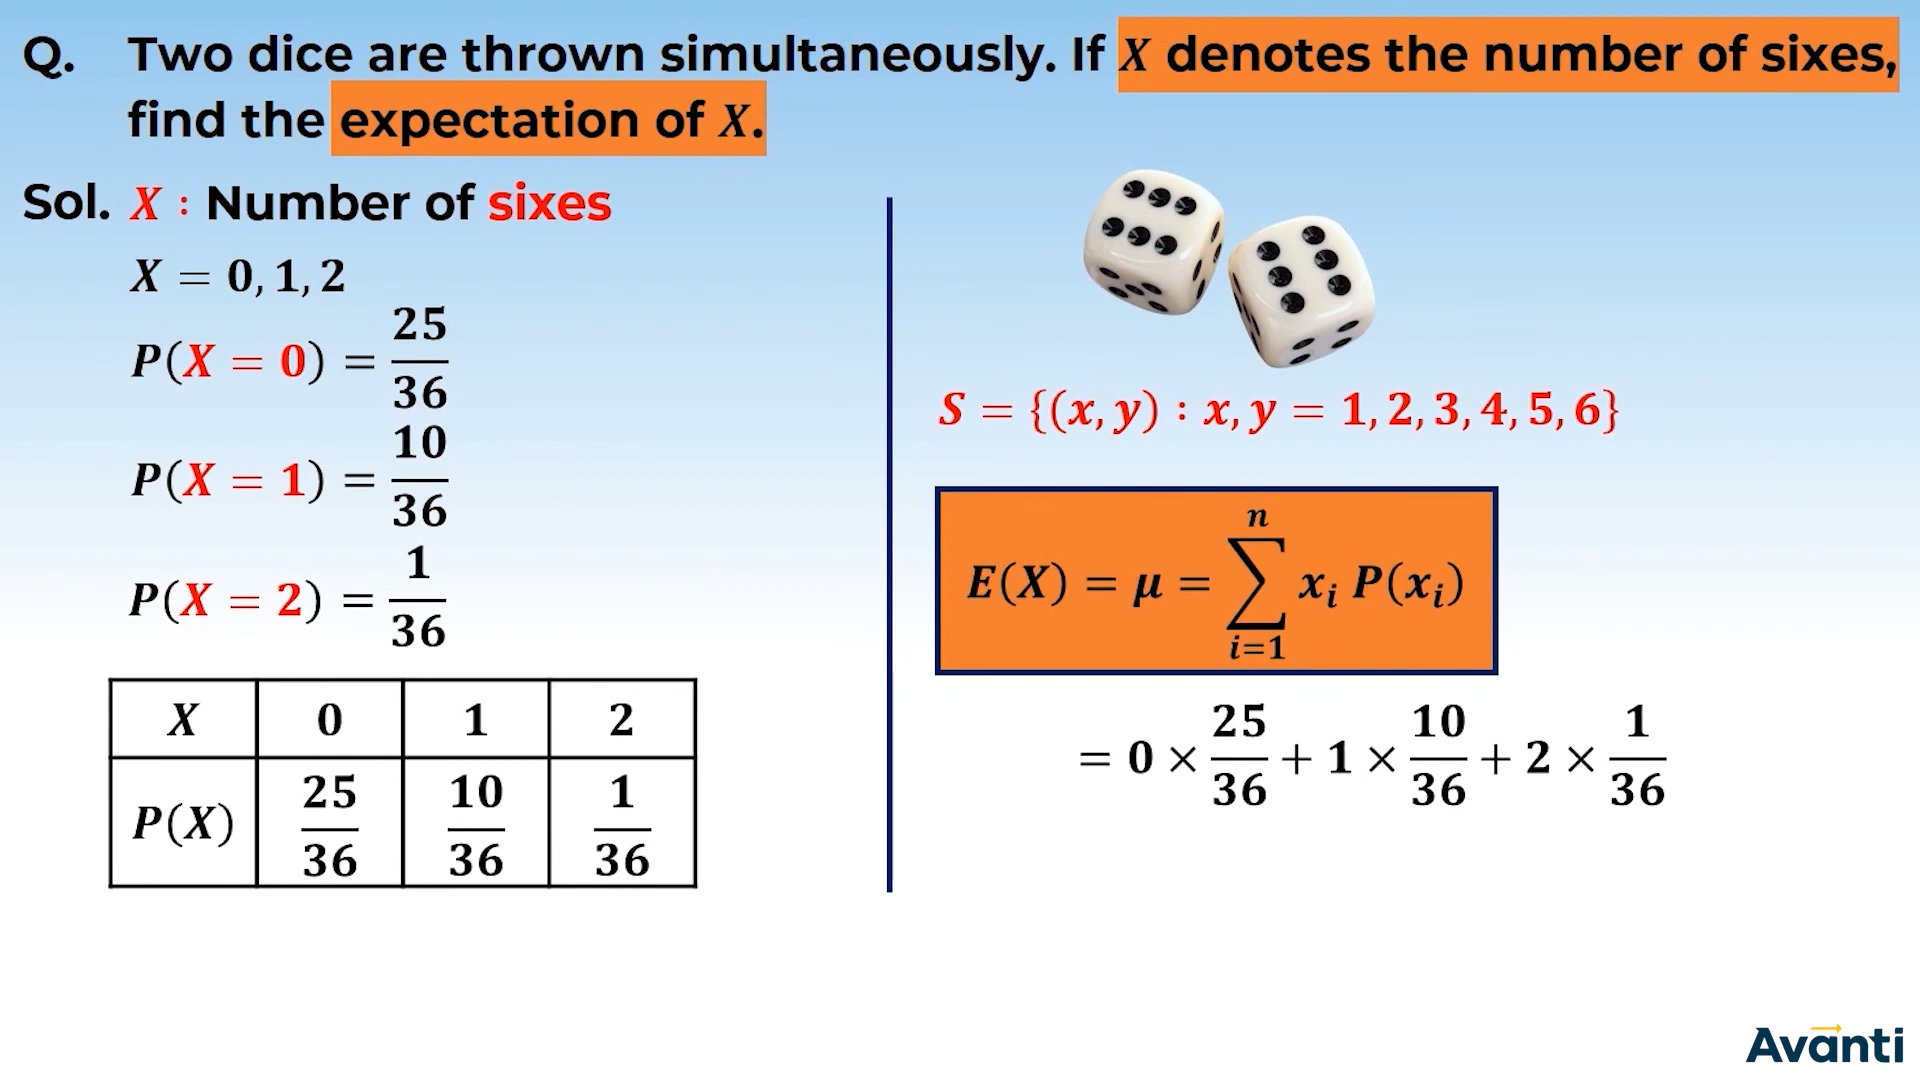 Q. Two dice are thrown simultaneously. If X denotes the number of sixes,
find the expectation of X.
Sol. X : Number of sixes
X = 0, 1, 2
P(X = 0) = 25/36
P(X = 1) = 10/36
P(X = 2) = 1/36
X 0 1 2
P(X) 25/36 10/36 1/36
S = {(x, y) : x, y = 1, 2, 3, 4, 5, 6}
E(X) = μ = ∑_{i=1}^{n} x_i P(x_i)
= 0 × 25/36 + 1 × 10/36 + 2 × 1/36
Avanti